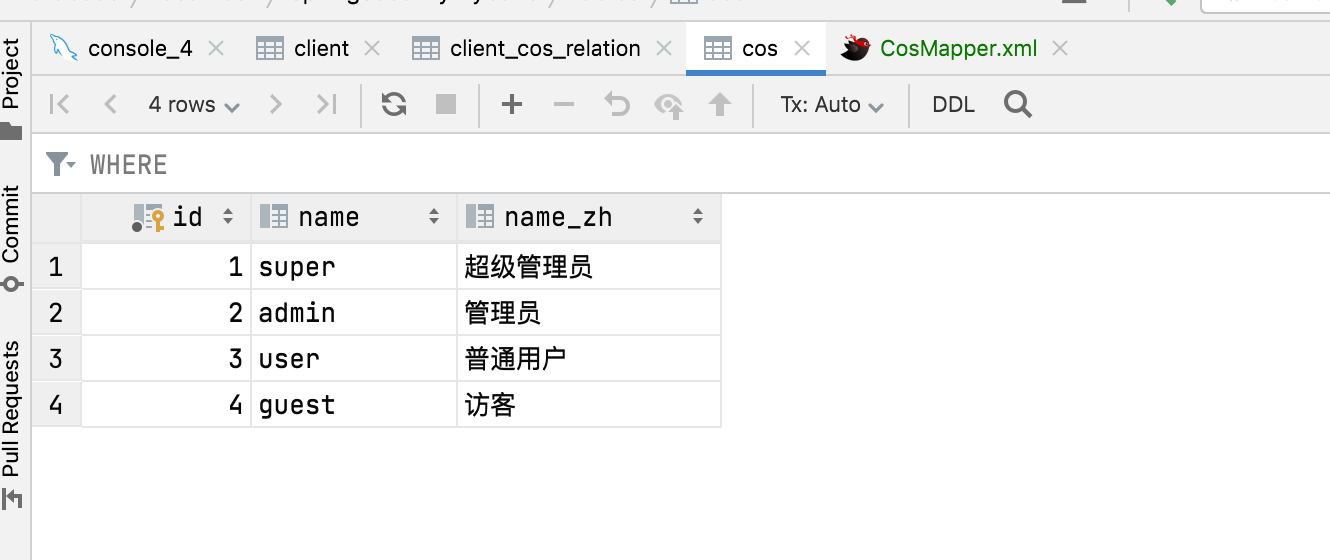 console_4
client
client_cos_relation
cos
CosMapper.xml
4 rows
Tx: Auto
DDL
WHERE
id name name_zh
1 1 super 超级管理员
2 2 admin 管理员
3 3 user 普通用户
4 4 guest 访客
Project
Commit
Pull Requests